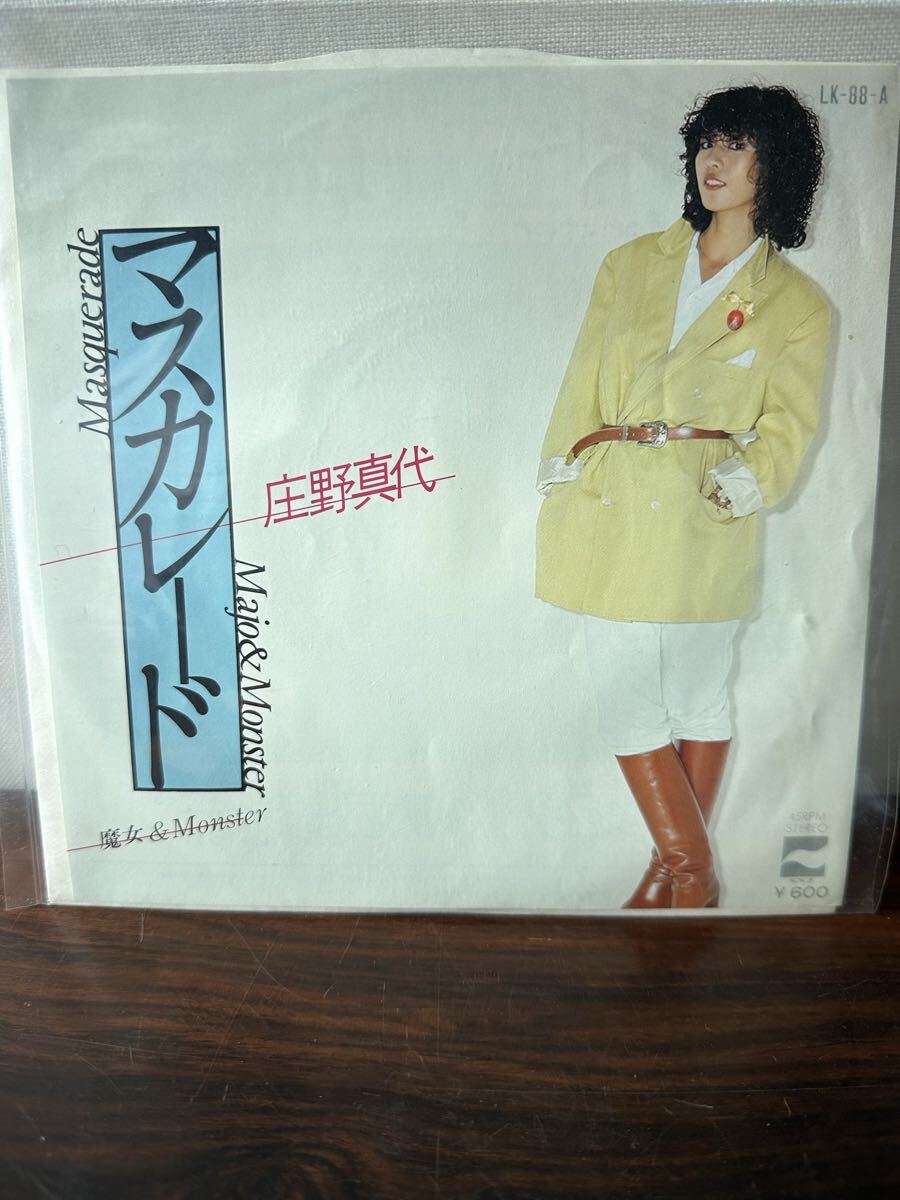 LK-88-A
Masquerade
マスカレード
庄野真代
Majo&Monster
魔女 & Monster
45RPM
STEREO
¥600